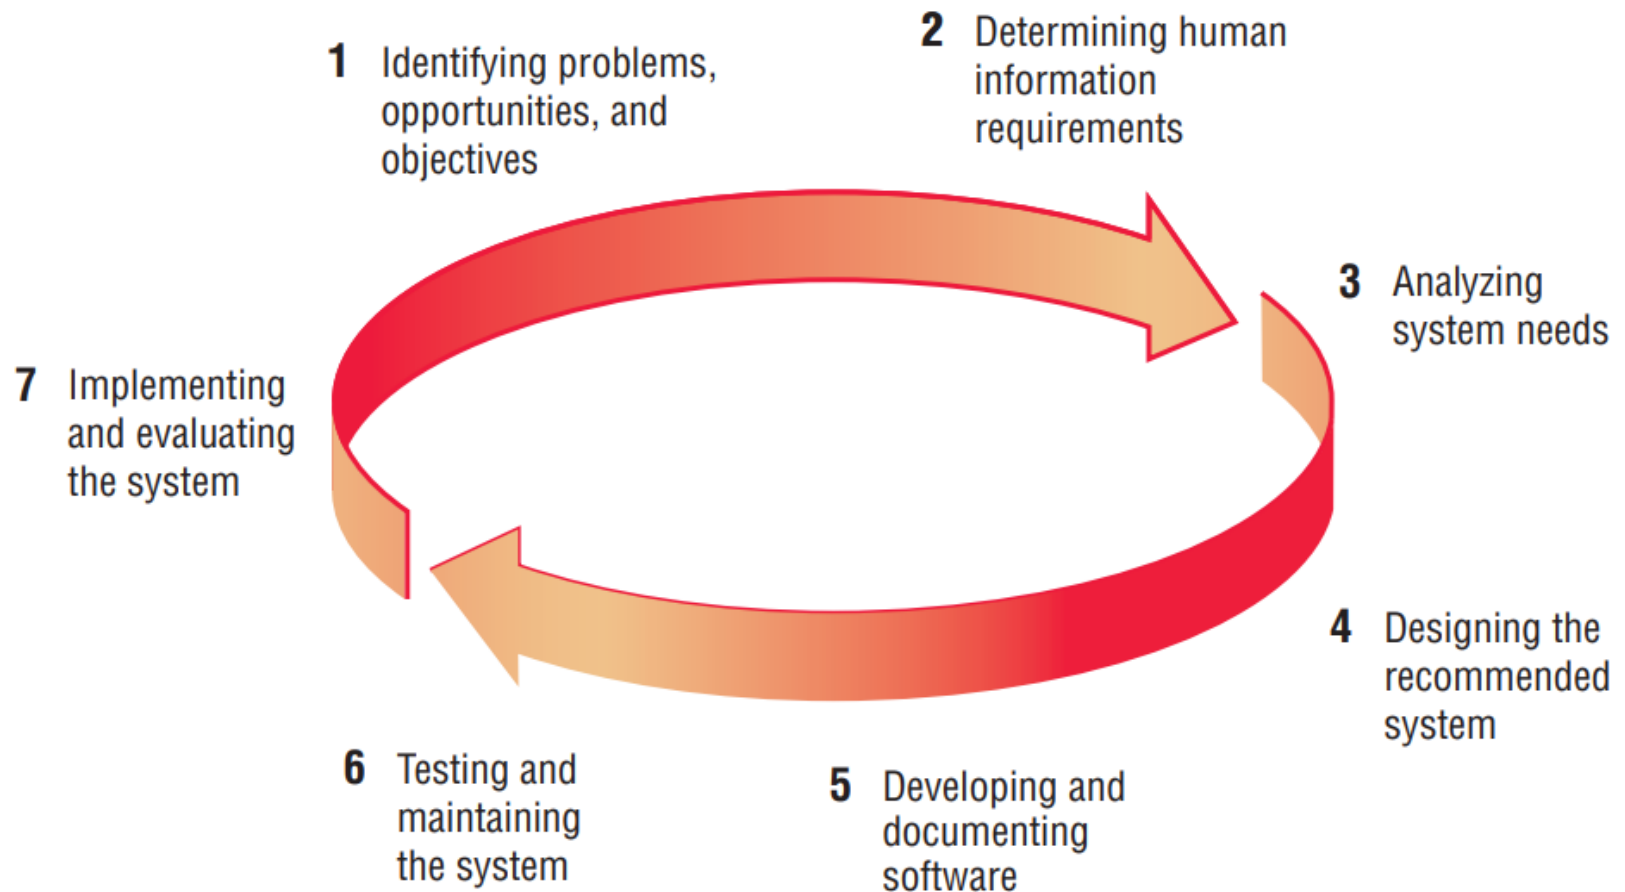 1 Identifying problems,
opportunities, and
objectives
2 Determining human
information
requirements
3 Analyzing
system needs
4 Designing the
recommended
system
5 Developing and
documenting
software
6 Testing and
maintaining
the system
7 Implementing
and evaluating
the system